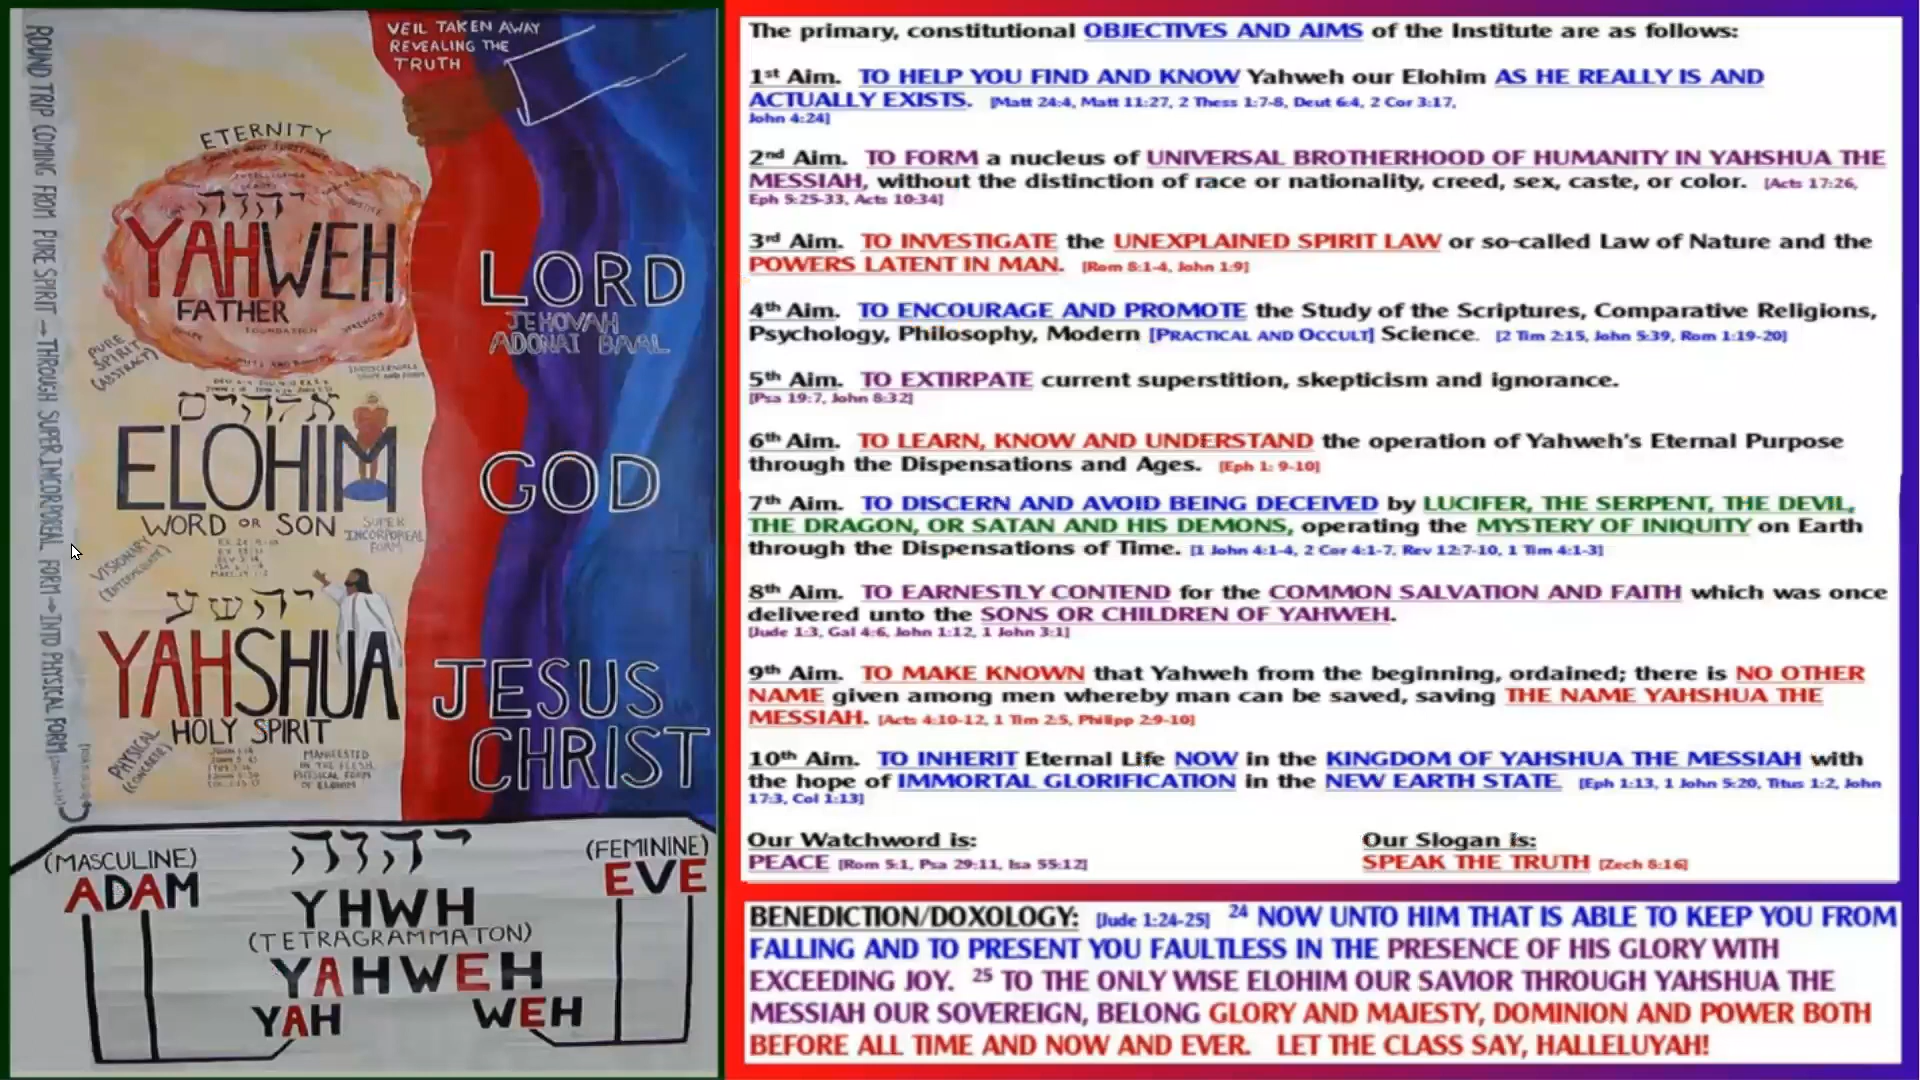 ROUND TRIP COMING FROM PURE SPIRIT → THROUGH SUPERINCORPOREAL FORM → INTO PHYSICAL FORM
VEIL TAKEN AWAY
REVEALING THE
TRUTH
ETERNITY
INTELLIGENCE
JUSTICE
יהוה
YAHWEH
FATHER
FOUNDATION
STRENGTH
PURE
SPIRIT
(ABSTRACT)
LORD
JEHOVAH
ADONAI BAAL
אלהים
ELOHIM
WORD OR SON
SUPER
INCORPOREAL
FORM
VISIONARY
(INTERMEDIARY)
GOD
יהשע
YAHSHUA
HOLY SPIRIT
PHYSICAL
(CONCRETE)
MANIFESTED
IN THE FLESH
PHYSICAL FORM
OF ELOHIM
JESUS
CHRIST
(MASCULINE)
ADAM
(FEMININE)
EVE
יהוה
YHWH
(TETRAGRAMMATON)
YAHWEH
YAH WEH
The primary, constitutional OBJECTIVES AND AIMS of the Institute are as follows:
1st Aim. TO HELP YOU FIND AND KNOW Yahweh our Elohim AS HE REALLY IS AND
ACTUALLY EXISTS. [Matt 24:4, Matt 11:27, 2 Thess 1:7-8, Deut 6:4, 2 Cor 3:17,
John 4:24]
2nd Aim. TO FORM a nucleus of UNIVERSAL BROTHERHOOD OF HUMANITY IN YAHSHUA THE
MESSIAH, without the distinction of race or nationality, creed, sex, caste, or color. [Acts 17:26,
Eph 5:25-33, Acts 10:34]
3rd Aim. TO INVESTIGATE the UNEXPLAINED SPIRIT LAW or so-called Law of Nature and the
POWERS LATENT IN MAN. [Rom 8:1-4, John 1:9]
4th Aim. TO ENCOURAGE AND PROMOTE the Study of the Scriptures, Comparative Religions,
Psychology, Philosophy, Modern [PRACTICAL AND OCCULT] Science. [2 Tim 2:15, John 5:39, Rom 1:19-20]
5th Aim. TO EXTIRPATE current superstition, skepticism and ignorance.
[Psa 19:7, John 8:32]
6th Aim. TO LEARN, KNOW AND UNDERSTAND the operation of Yahweh's Eternal Purpose
through the Dispensations and Ages. [Eph 1: 9-10]
7th Aim. TO DISCERN AND AVOID BEING DECEIVED by LUCIFER, THE SERPENT, THE DEVIL,
THE DRAGON, OR SATAN AND HIS DEMONS, operating the MYSTERY OF INIQUITY on Earth
through the Dispensations of Time. [1 John 4:1-4, 2 Cor 4:1-7, Rev 12:7-10, 1 Tim 4:1-3]
8th Aim. TO EARNESTLY CONTEND for the COMMON SALVATION AND FAITH which was once
delivered unto the SONS OR CHILDREN OF YAHWEH.
[Jude 1:3, Gal 4:6, John 1:12, 1 John 3:1]
9th Aim. TO MAKE KNOWN that Yahweh from the beginning, ordained; there is NO OTHER
NAME given among men whereby man can be saved, saving THE NAME YAHSHUA THE
MESSIAH. [Acts 4:10-12, 1 Tim 2:5, Philipp 2:9-10]
10th Aim. TO INHERIT Eternal Life NOW in the KINGDOM OF YAHSHUA THE MESSIAH with
the hope of IMMORTAL GLORIFICATION in the NEW EARTH STATE. [Eph 1:13, 1 John 5:20, Titus 1:2, John
17:3, Col 1:13]
Our Watchword is:
PEACE [Rom 5:1, Psa 29:11, Isa 55:12]
Our Slogan is:
SPEAK THE TRUTH [Zech 8:16]
BENEDICTION/DOXOLOGY: [Jude 1:24-25] 24 NOW UNTO HIM THAT IS ABLE TO KEEP YOU FROM
FALLING AND TO PRESENT YOU FAULTLESS IN THE PRESENCE OF HIS GLORY WITH
EXCEEDING JOY. 25 TO THE ONLY WISE ELOHIM OUR SAVIOR THROUGH YAHSHUA THE
MESSIAH OUR SOVEREIGN, BELONG GLORY AND MAJESTY, DOMINION AND POWER BOTH
BEFORE ALL TIME AND NOW AND EVER. LET THE CLASS SAY, HALLELUYAH!